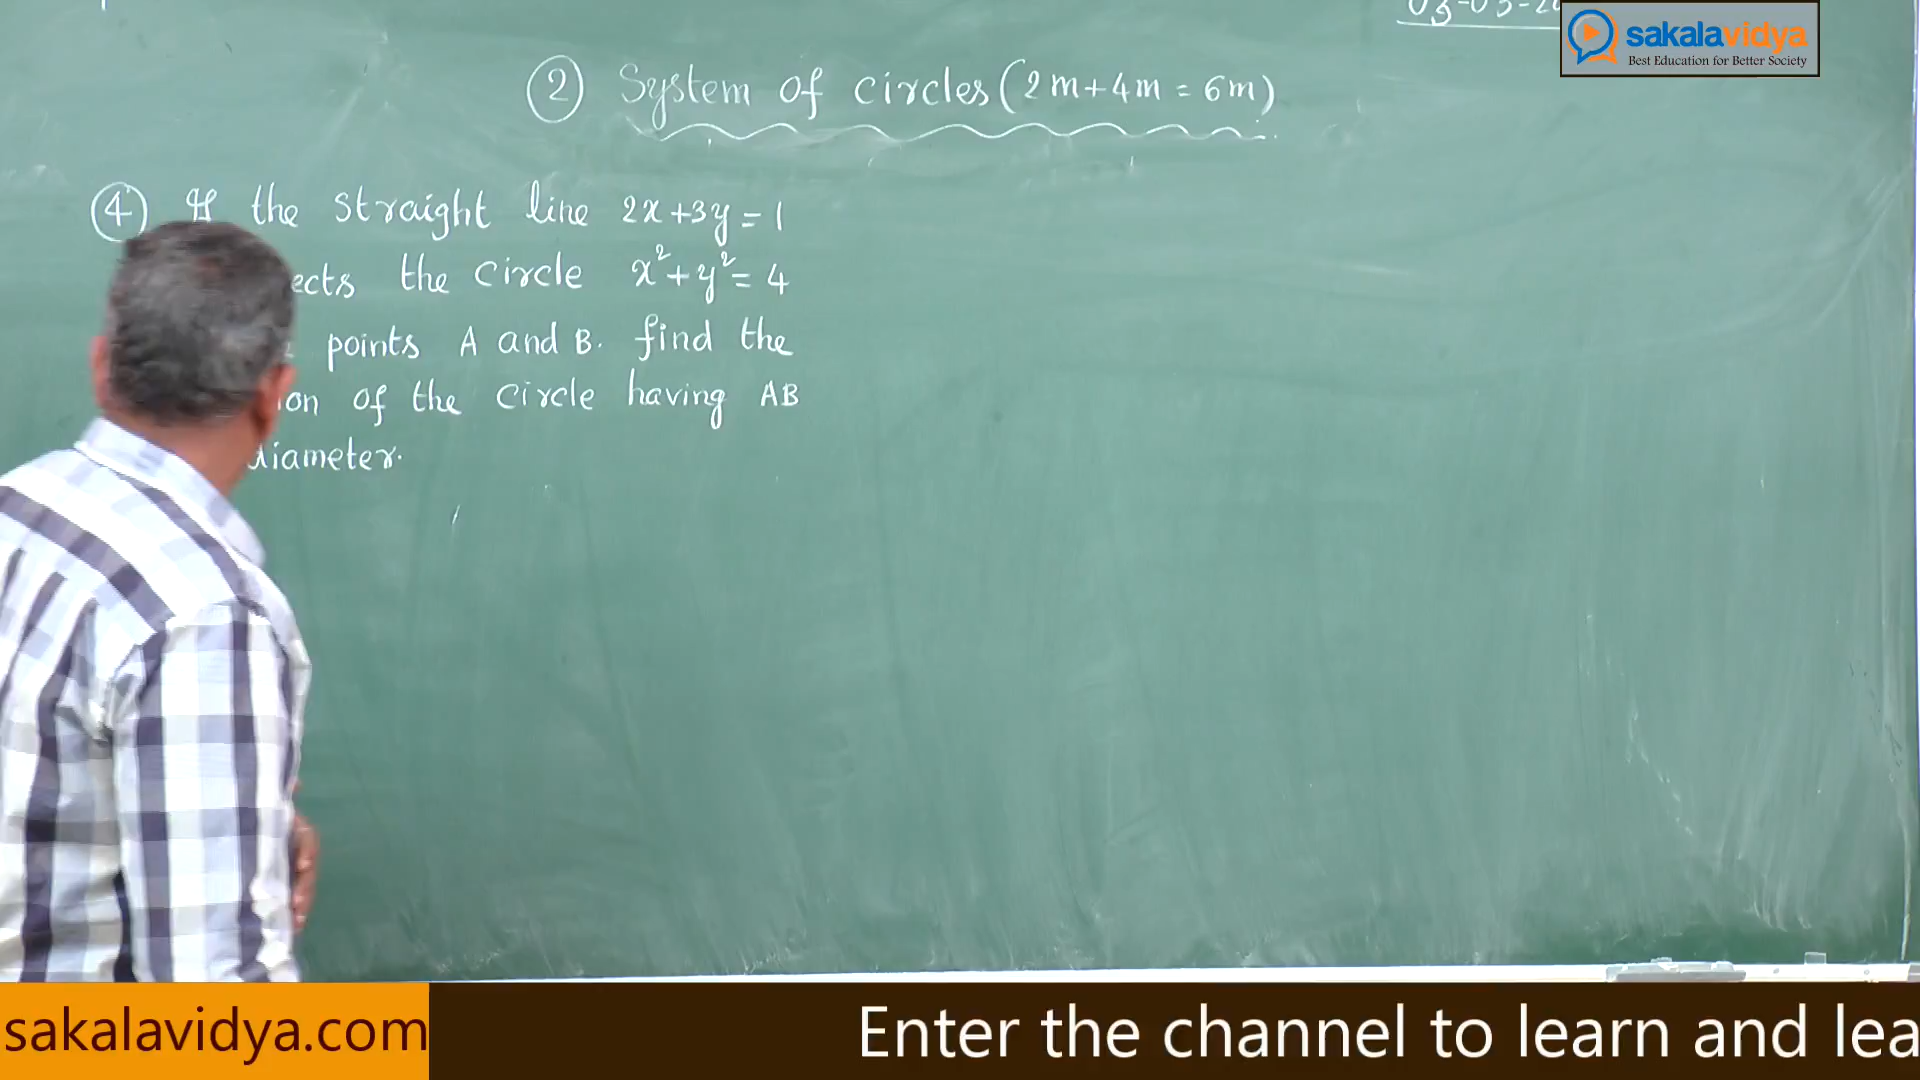 sakalavidya
Best Education for Better Society
2 System of circles (2m+4m = 6m)
4 If the straight line 2x+3y=1
ects the circle x²+y²=4
points A and B. find the
ion of the circle having AB
diameter.
sakalavidya.com
Enter the channel to learn and lea